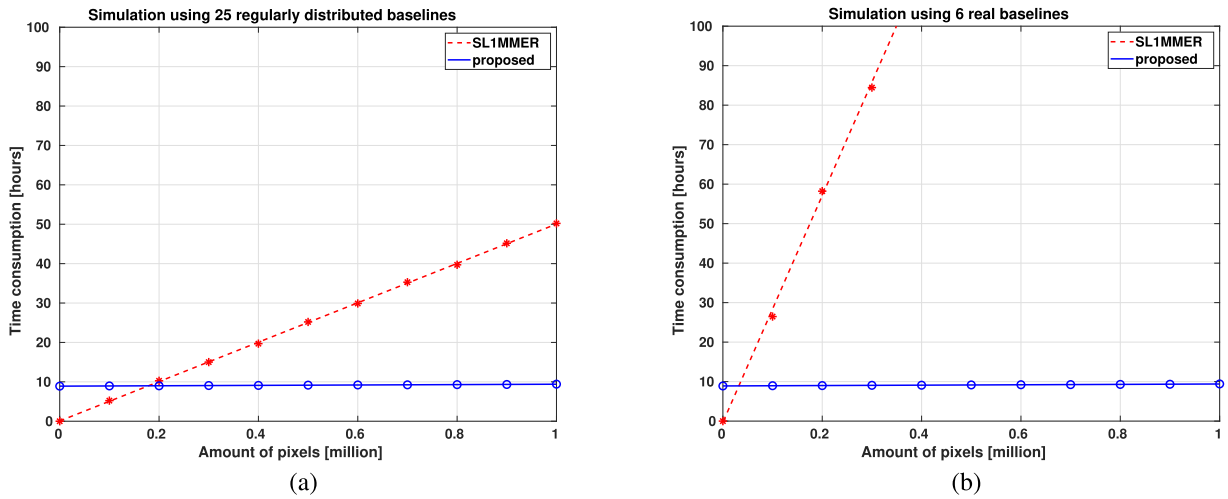 Simulation using 25 regularly distributed baselines
SL1MMER
proposed
Time consumption [hours]
100
90
80
70
60
50
40
30
20
10
0
0 0.2 0.4 0.6 0.8 1
Amount of pixels [million]
(a)
Simulation using 6 real baselines
SL1MMER
proposed
Time consumption [hours]
100
90
80
70
60
50
40
30
20
10
0
0 0.2 0.4 0.6 0.8 1
Amount of pixels [million]
(b)